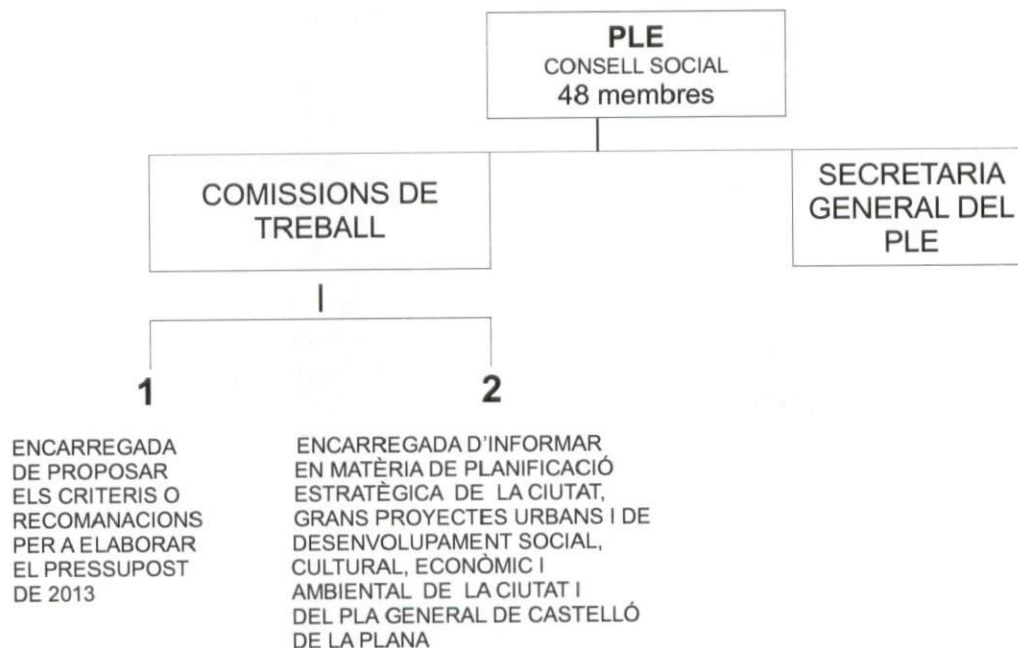 PLE
CONSELL SOCIAL
48 membres
COMISSIONS DE
TREBALL
SECRETARIA
GENERAL DEL
PLE
1
ENCARREGADA
DE PROPOSAR
ELS CRITERIS O
RECOMANACIONS
PER A ELABORAR
EL PRESSUPOST
DE 2013
2
ENCARREGADA D'INFORMAR
EN MATÈRIA DE PLANIFICACIÓ
ESTRATÈGICA DE LA CIUTAT,
GRANS PROYECTES URBANS I DE
DESENVOLUPAMENT SOCIAL,
CULTURAL, ECONÒMIC I
AMBIENTAL DE LA CIUTAT I
DEL PLA GENERAL DE CASTELLÓ
DE LA PLANA